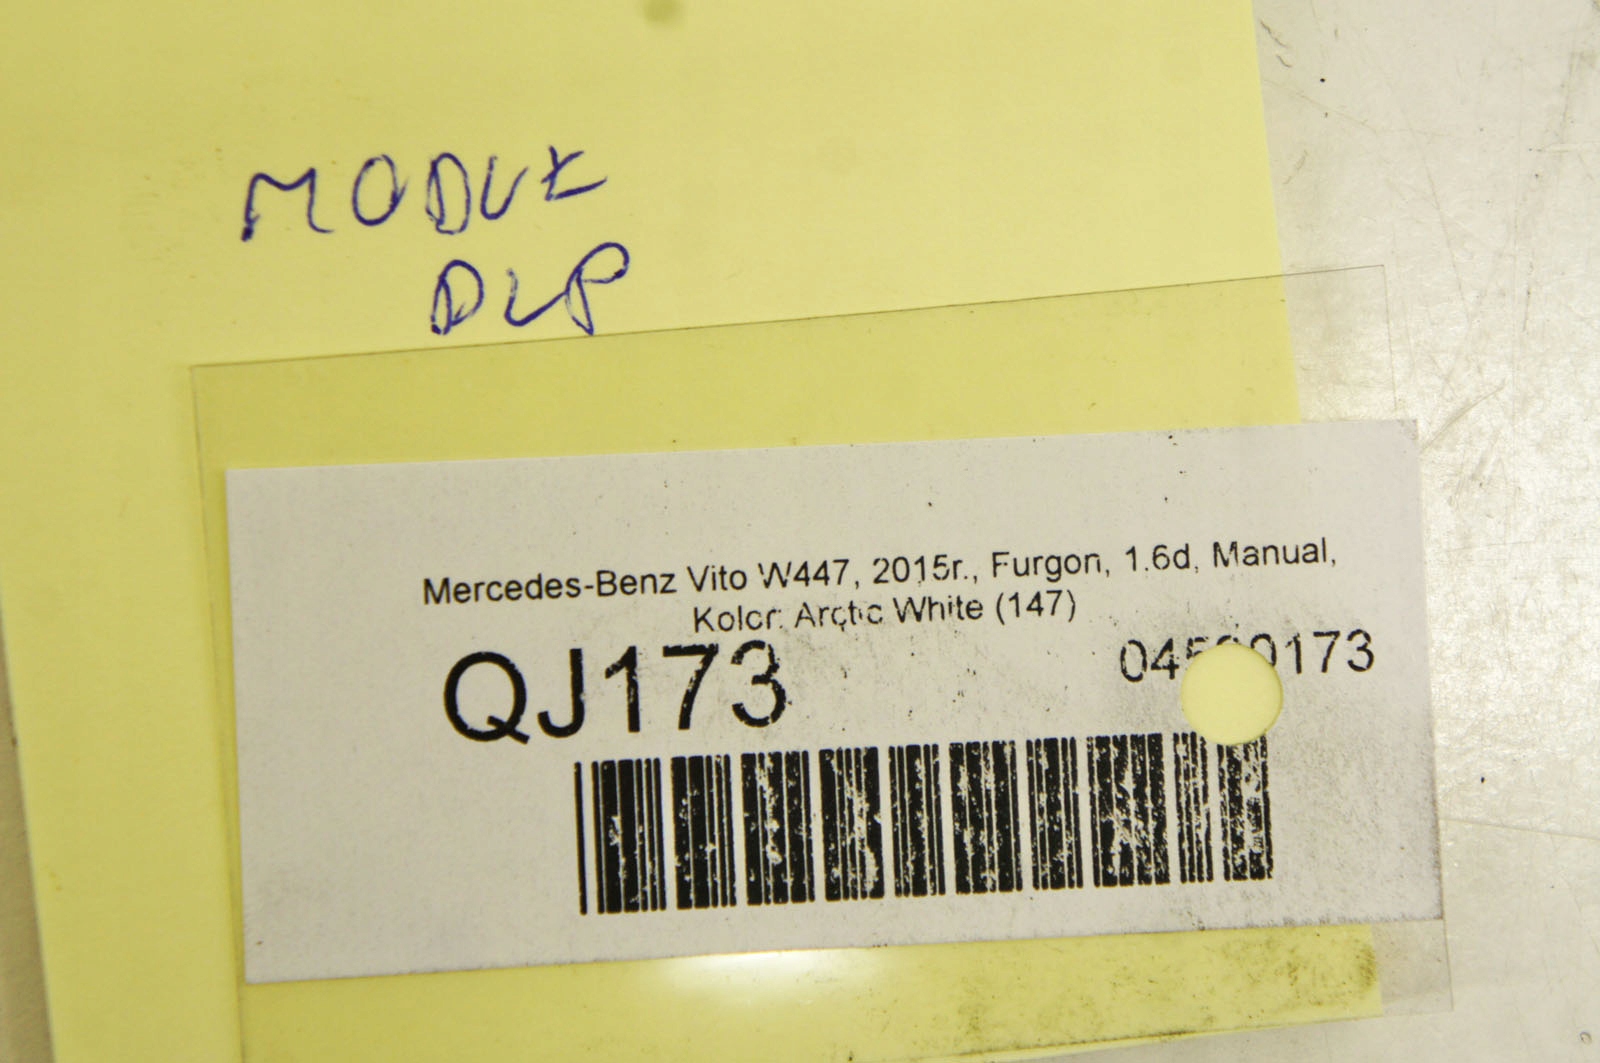 MODUŁ
DLP
Mercedes-Benz Vito W447, 2015r., Furgon, 1.6d, Manual,
Kolor: Arctic White (147)
QJ173